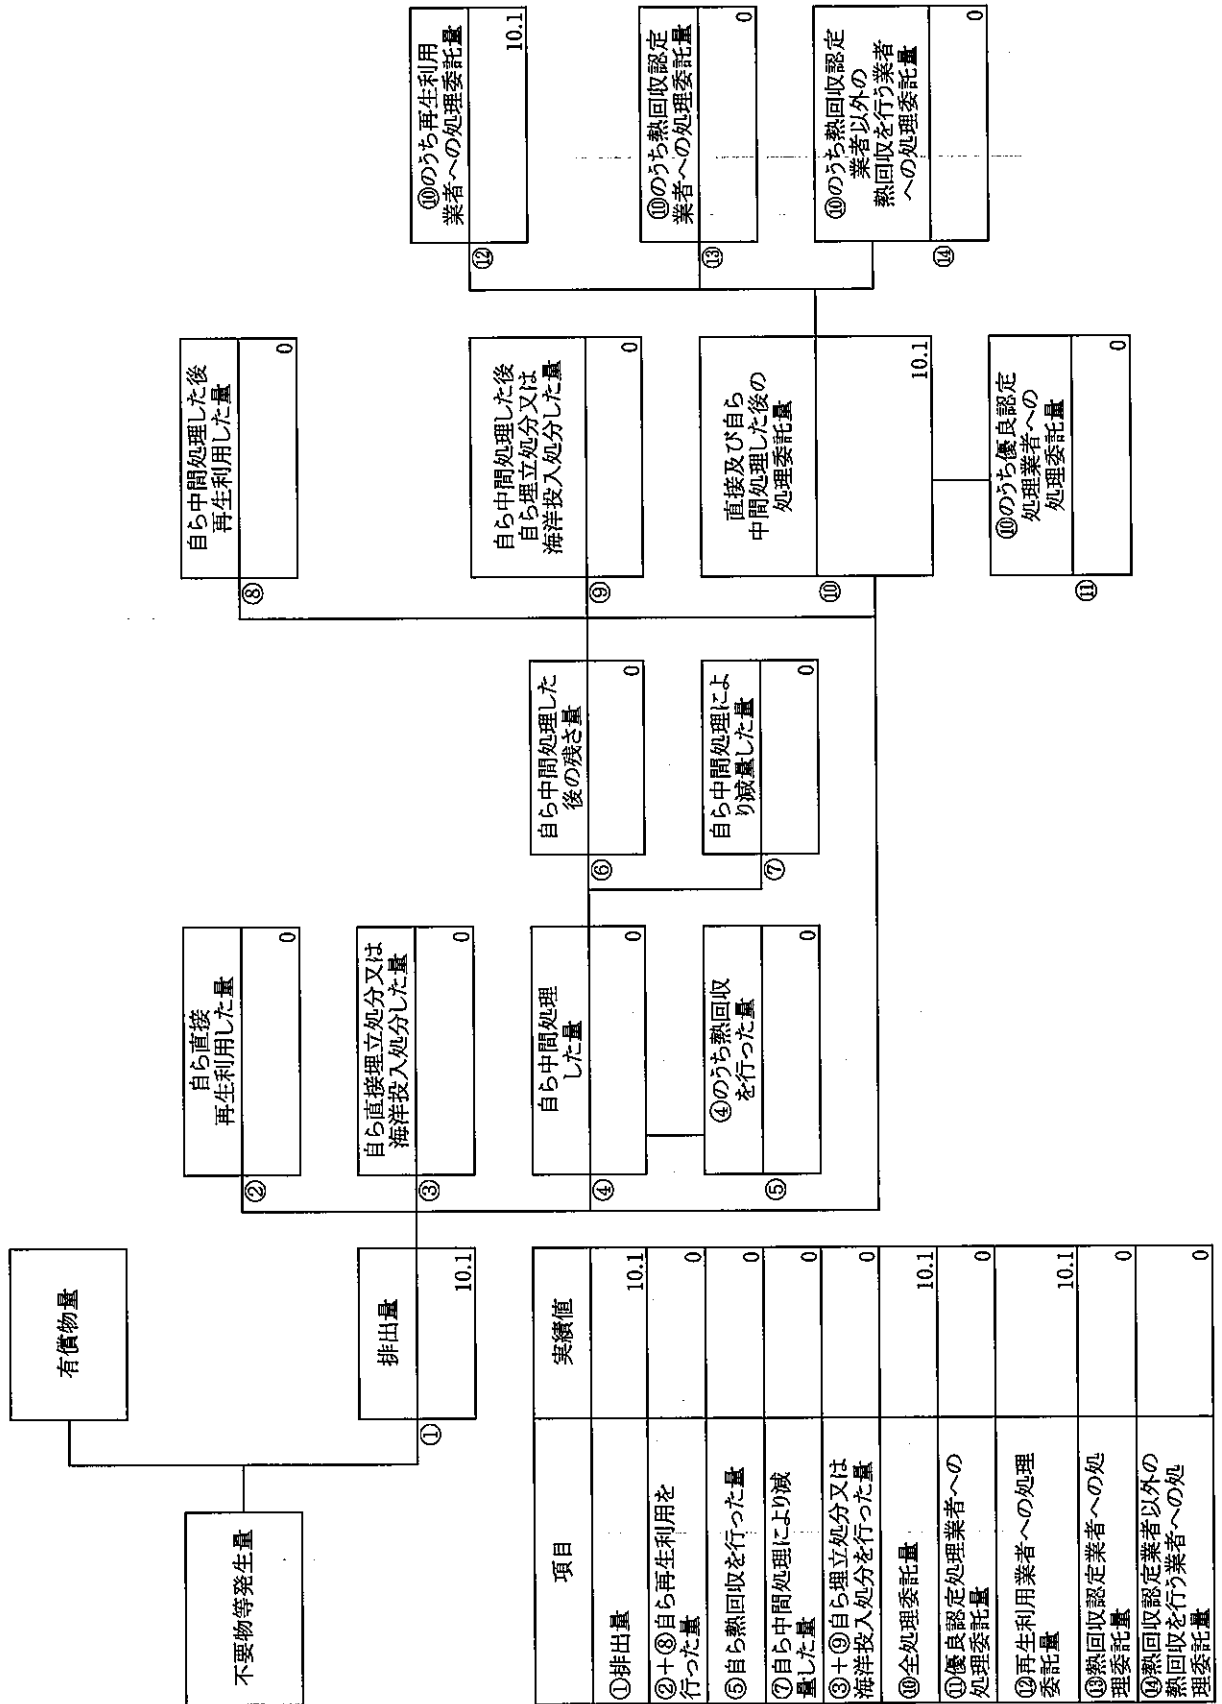 不要物等発生量
有償物量
排出量
①
10.1
自ら直接
再生利用した量
②
0
自ら直接埋立処分又は
海洋投入処分した量
③
0
自ら中間処理
した量
④
0
④のうち熱回収
を行った量
⑤
0
自ら中間処理した
後の残さ量
⑥
0
自ら中間処理によ
り減量した量
⑦
0
自ら中間処理した後
再生利用した量
⑧
0
自ら中間処理した後
自ら埋立処分又は
海洋投入処分した量
⑨
0
直接及び自ら
中間処理した後の
処理委託量
⑩
10.1
⑩のうち優良認定
処理業者への
処理委託量
⑪
0
⑩のうち再生利用
業者への処理委託量
⑫
10.1
⑩のうち熱回収認定
業者への処理委託量
⑬
0
⑩のうち熱回収認定
業者以外の
熱回収を行う業者
への処理委託量
⑭
0
項目 実績値
①排出量 10.1
②+⑧自ら再生利用を
行った量 0
⑤自ら熱回収を行った量 0
⑦自ら中間処理により減
量した量 0
③+⑨自ら埋立処分又は
海洋投入処分を行った量 0
⑩全処理委託量 10.1
⑪優良認定処理業者への
処理委託量 0
⑫再生利用業者への処理
委託量 10.1
⑬熱回収認定業者への処
理委託量 0
⑭熱回収認定業者以外の
熱回収を行う業者への処
理委託量 0